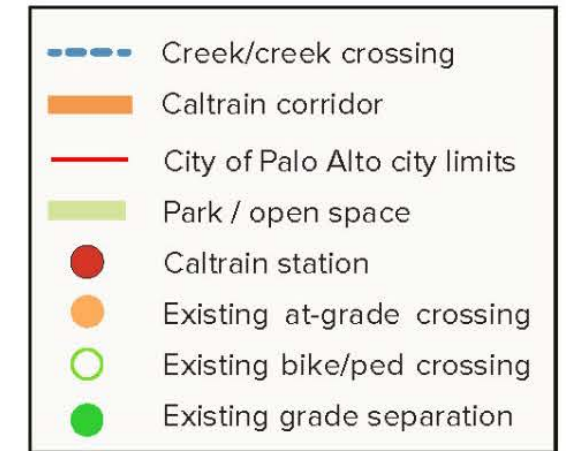 Creek/creek crossing
Caltrain corridor
City of Palo Alto city limits
Park / open space
Caltrain station
Existing at-grade crossing
Existing bike/ped crossing
Existing grade separation